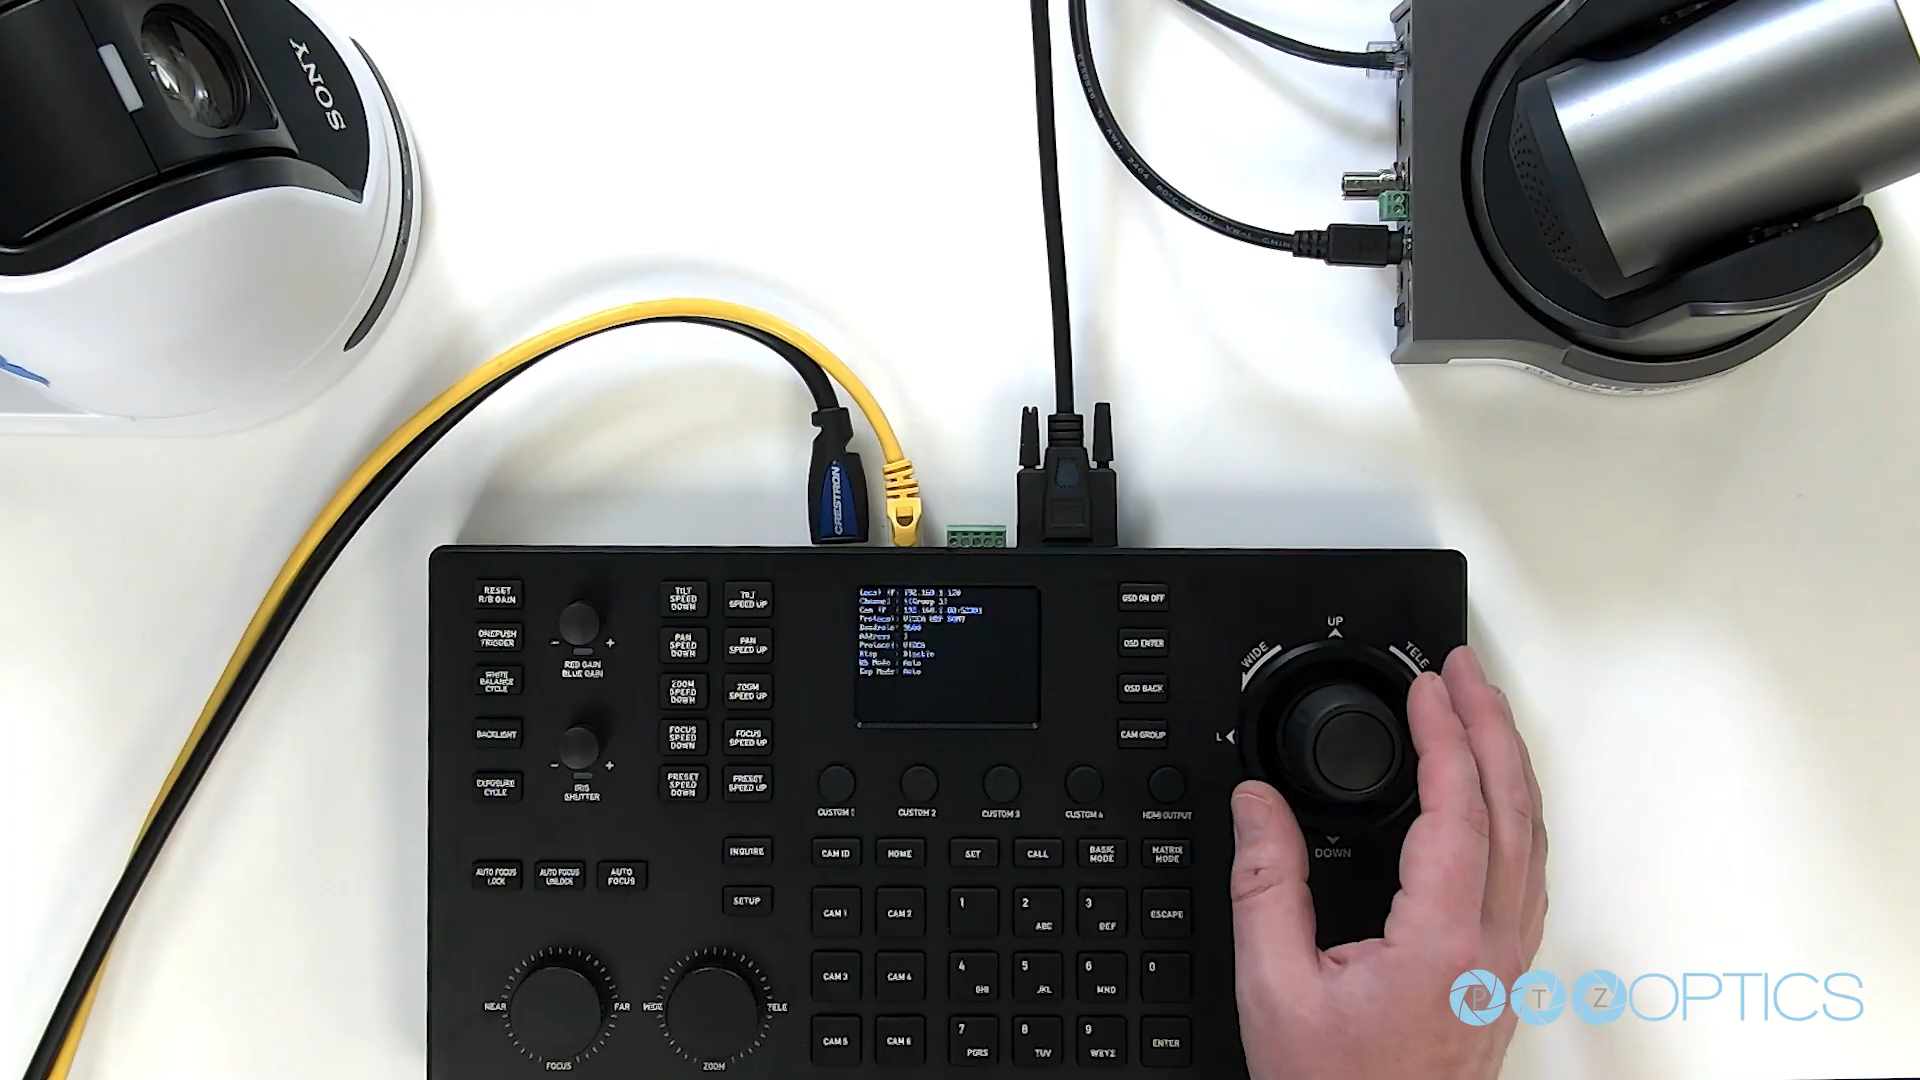 SONY
CRESTRON
RESET
R/B GAIN
ONEPUSH
TRIGGER
WHITE
BALANCE
CYCLE
BACKLIGHT
EXPOSURE
CYCLE
RED GAIN
BLUE GAIN
IRIS
SHUTTER
- +
- +
TILT
SPEED
DOWN
TILT
SPEED UP
PAN
SPEED
DOWN
PAN
SPEED UP
ZOOM
SPEED
DOWN
ZOOM
SPEED UP
FOCUS
SPEED
DOWN
FOCUS
SPEED UP
PRESET
SPEED
DOWN
PRESET
SPEED UP
OSD ON OFF
OSD ENTER
OSD BACK
CAM GROUP
UP
WIDE
TELE
L
DOWN
CUSTOM 1
CUSTOM 2
CUSTOM 3
CUSTOM 4
HDMI OUTPUT
AUTO FOCUS
LOCK
AUTO FOCUS
UNLOCK
AUTO
FOCUS
INQUIRE
SETUP
CAM ID
HOME
SET
CALL
BASIC
MODE
MATRIX
MODE
CAM 1
CAM 2
1
2
ABC
3
DEF
ESCAPE
CAM 3
CAM 4
4
GHI
5
JKL
6
MNO
0
CAM 5
CAM 6
7
PQRS
8
TUV
9
WXYZ
ENTER
NEAR
FAR
FOCUS
WIDE
TELE
ZOOM
PTZOPTICS